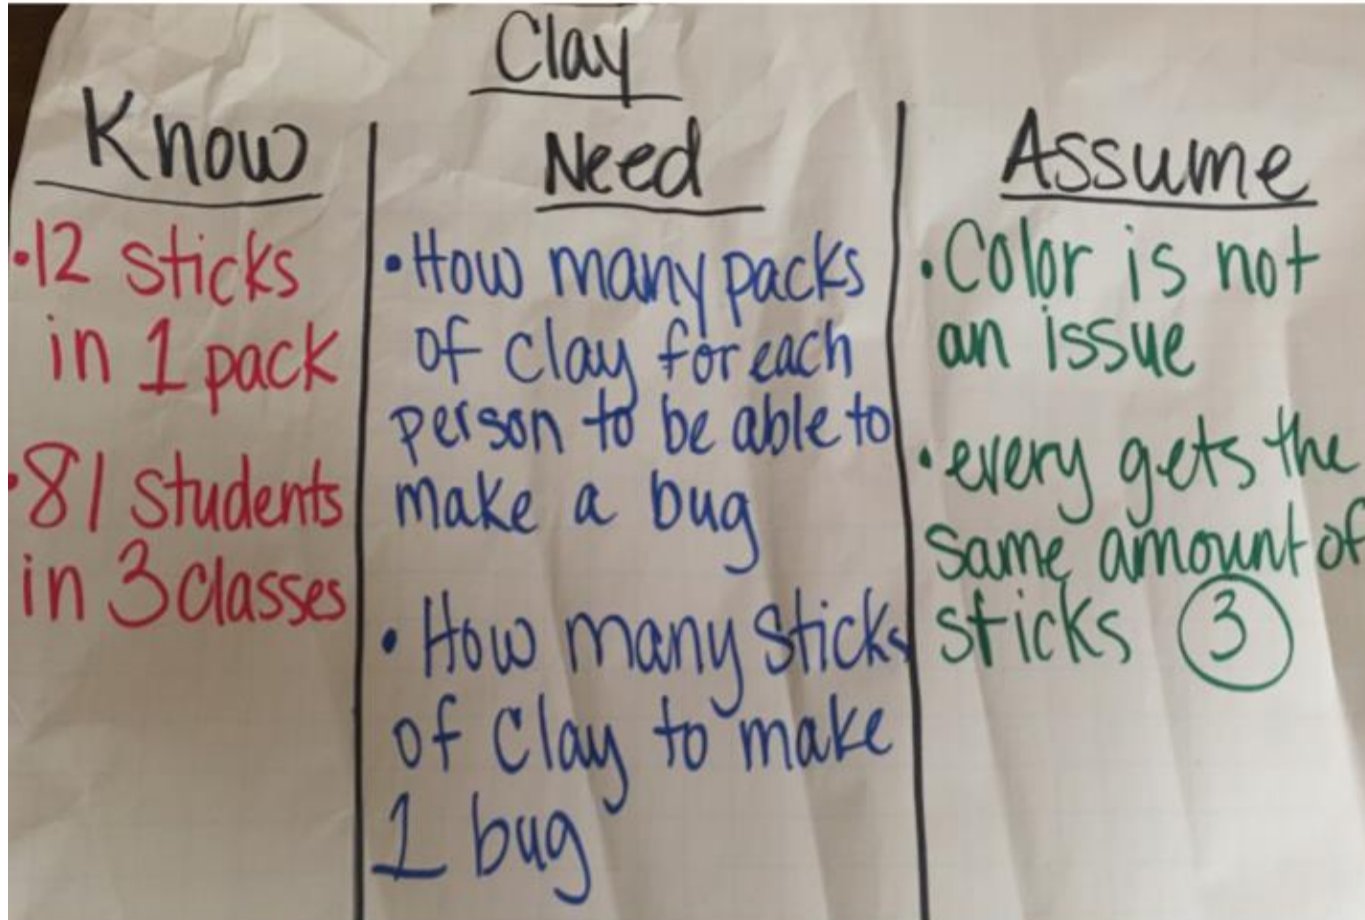 Clay
Know
•12 sticks
in 1 pack
•81 students
in 3 classes
Need
•How many packs
of clay for each
person to be able to
make a bug
•How many sticks
of Clay to make
1 bug
Assume
•Color is not
an issue
•every gets the
same amount of
sticks 3